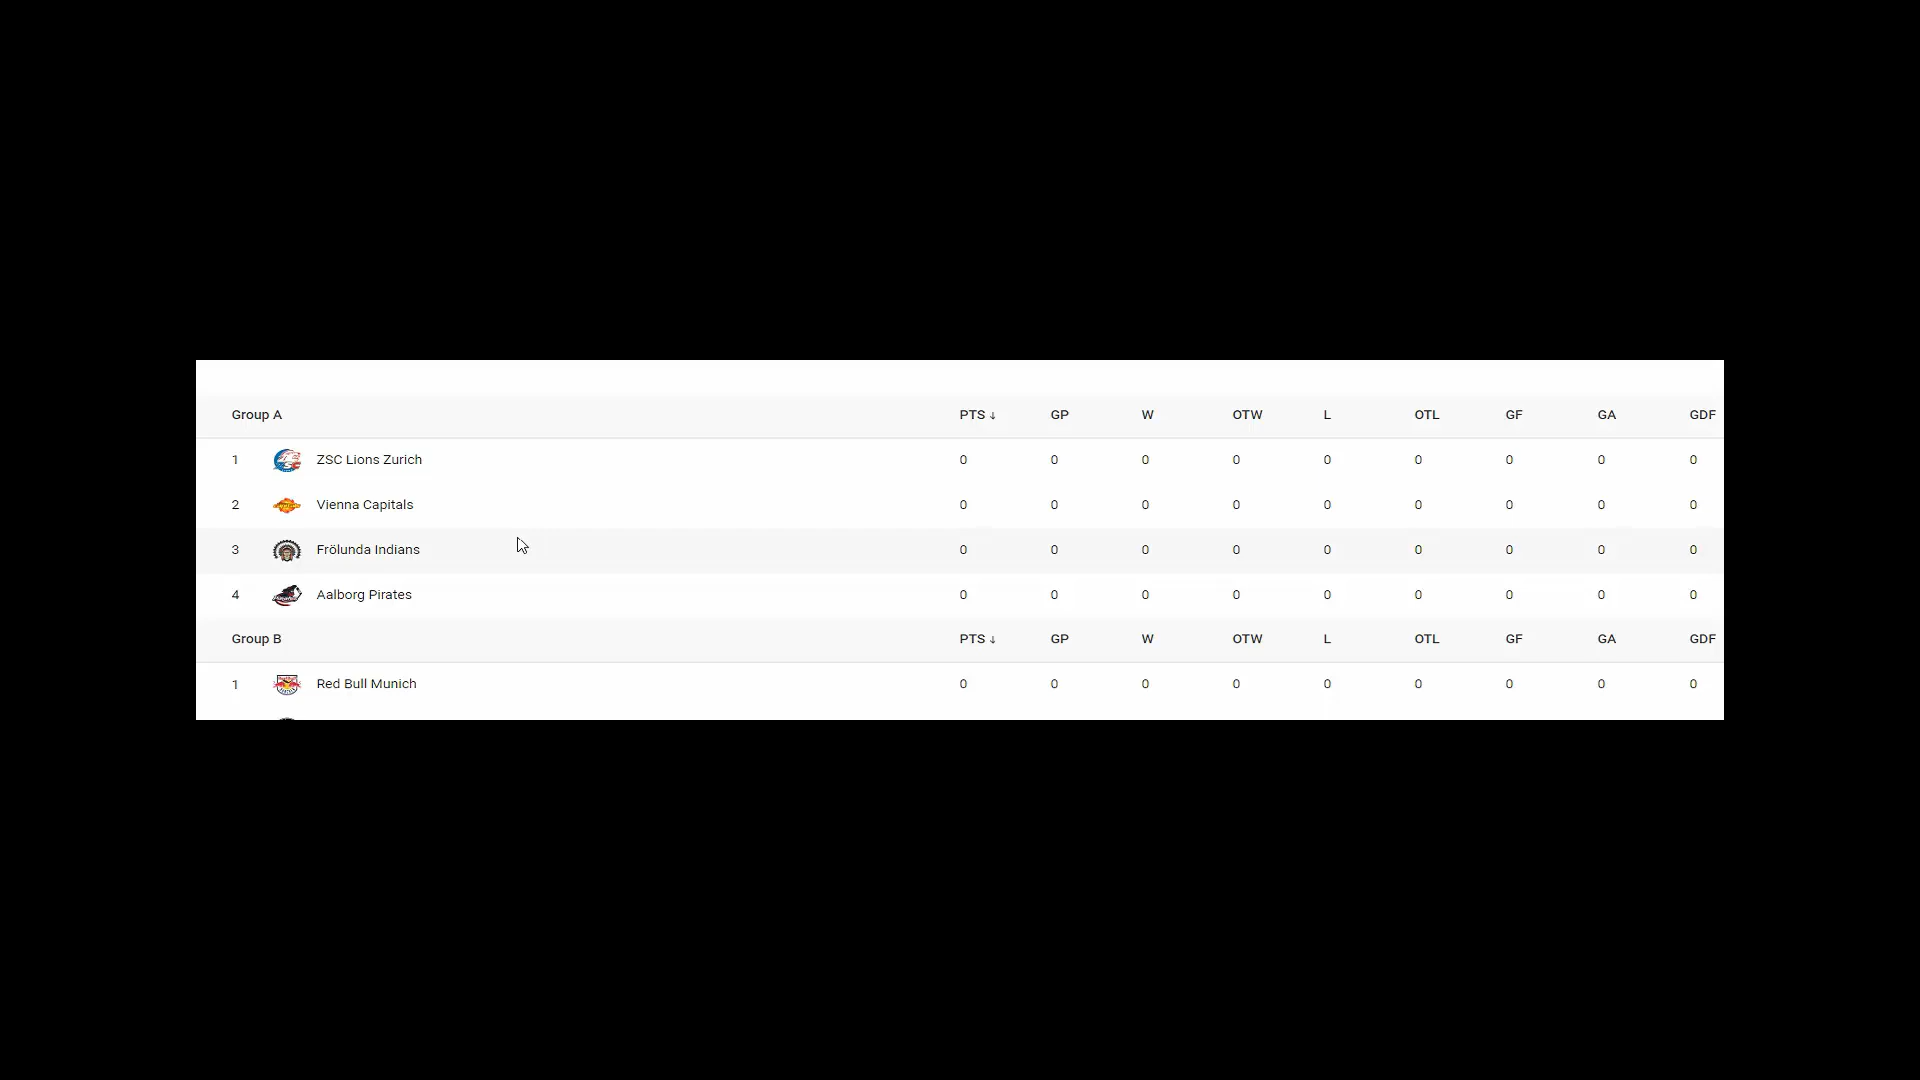 Group A PTS ↓ GP W OTW L OTL GF GA GDF
1 ZSC Lions Zurich 0 0 0 0 0 0 0 0 0
2 Vienna Capitals 0 0 0 0 0 0 0 0 0
3 Frölunda Indians 0 0 0 0 0 0 0 0 0
4 Aalborg Pirates 0 0 0 0 0 0 0 0 0
Group B PTS ↓ GP W OTW L OTL GF GA GDF
1 Red Bull Munich 0 0 0 0 0 0 0 0 0